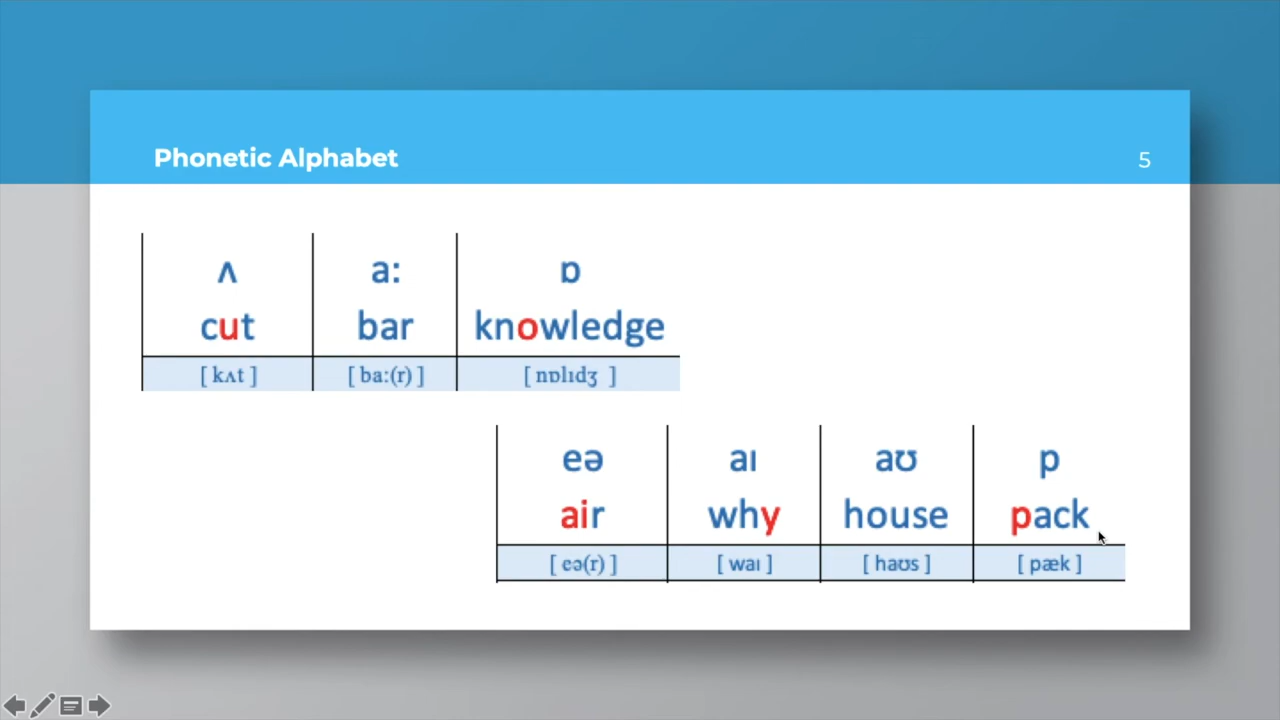 Phonetic Alphabet
5
ʌ a: ɒ
cut bar knowledge
[ kʌt ] [ ba:(r) ] [ nɒlɪdʒ ]
eə aɪ aʊ p
air why house pack
[ eə(r) ] [ waɪ ] [ haʊs ] [ pæk ]